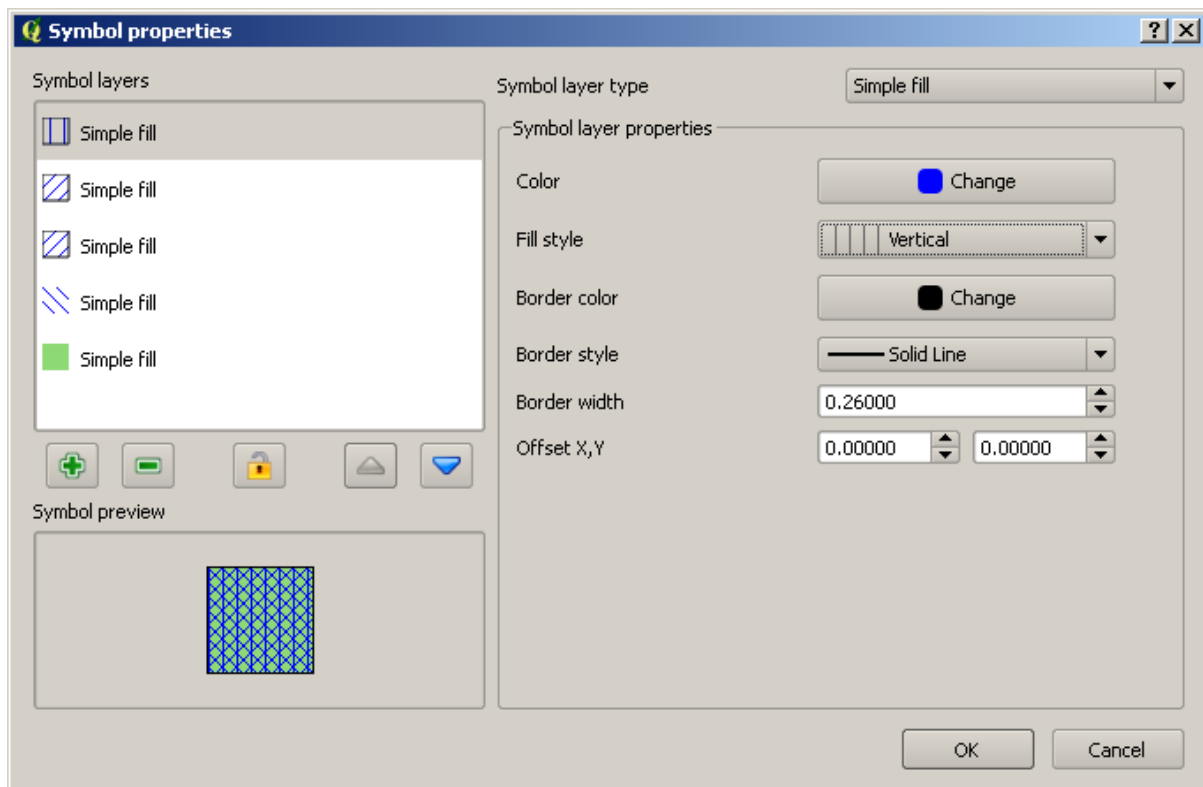 Symbol properties
Symbol layers
Simple fill
Simple fill
Simple fill
Simple fill
Simple fill
Symbol preview
Symbol layer type
Simple fill
Symbol layer properties
Color
Change
Fill style
Vertical
Border color
Change
Border style
Solid Line
Border width
0.26000
Offset X,Y
0.00000
0.00000
OK
Cancel